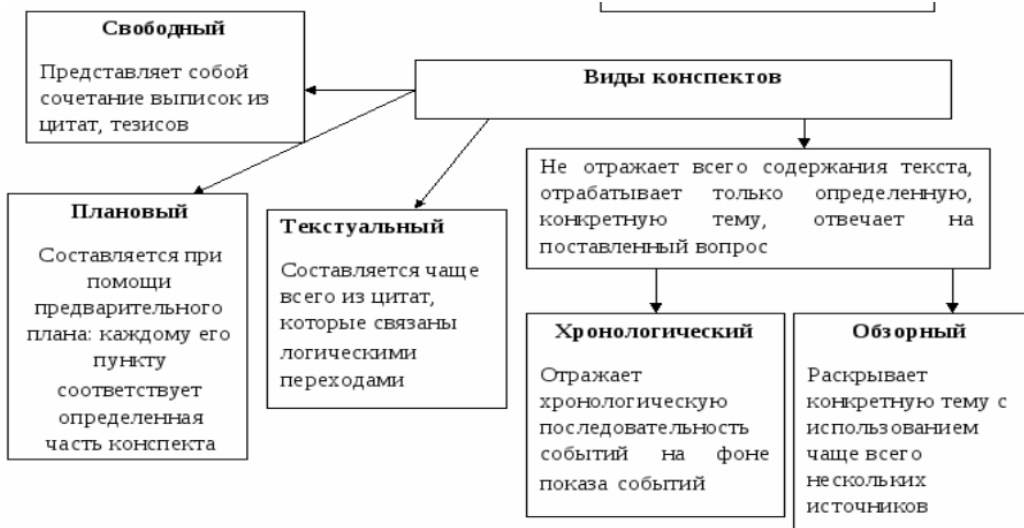 Свободный
Представляет собой
сочетание выписок из
цитат, тезисов
Виды конспектов
Плановый
Составляется при
помощи
предварительного
плана: каждому его
пункту
соответствует
определенная
часть конспекта
Текстуальный
Составляется чаще
всего из цитат,
которые связаны
логическими
переходами
Не отражает всего содержания текста,
отрабатывает только определенную,
конкретную тему, отвечает на
поставленный вопрос
Хронологический
Отражает
хронологическую
последовательность
событий на фоне
показа событий
Обзорный
Раскрывает
конкретную тему с
использованием
чаще всего
нескольких
источников